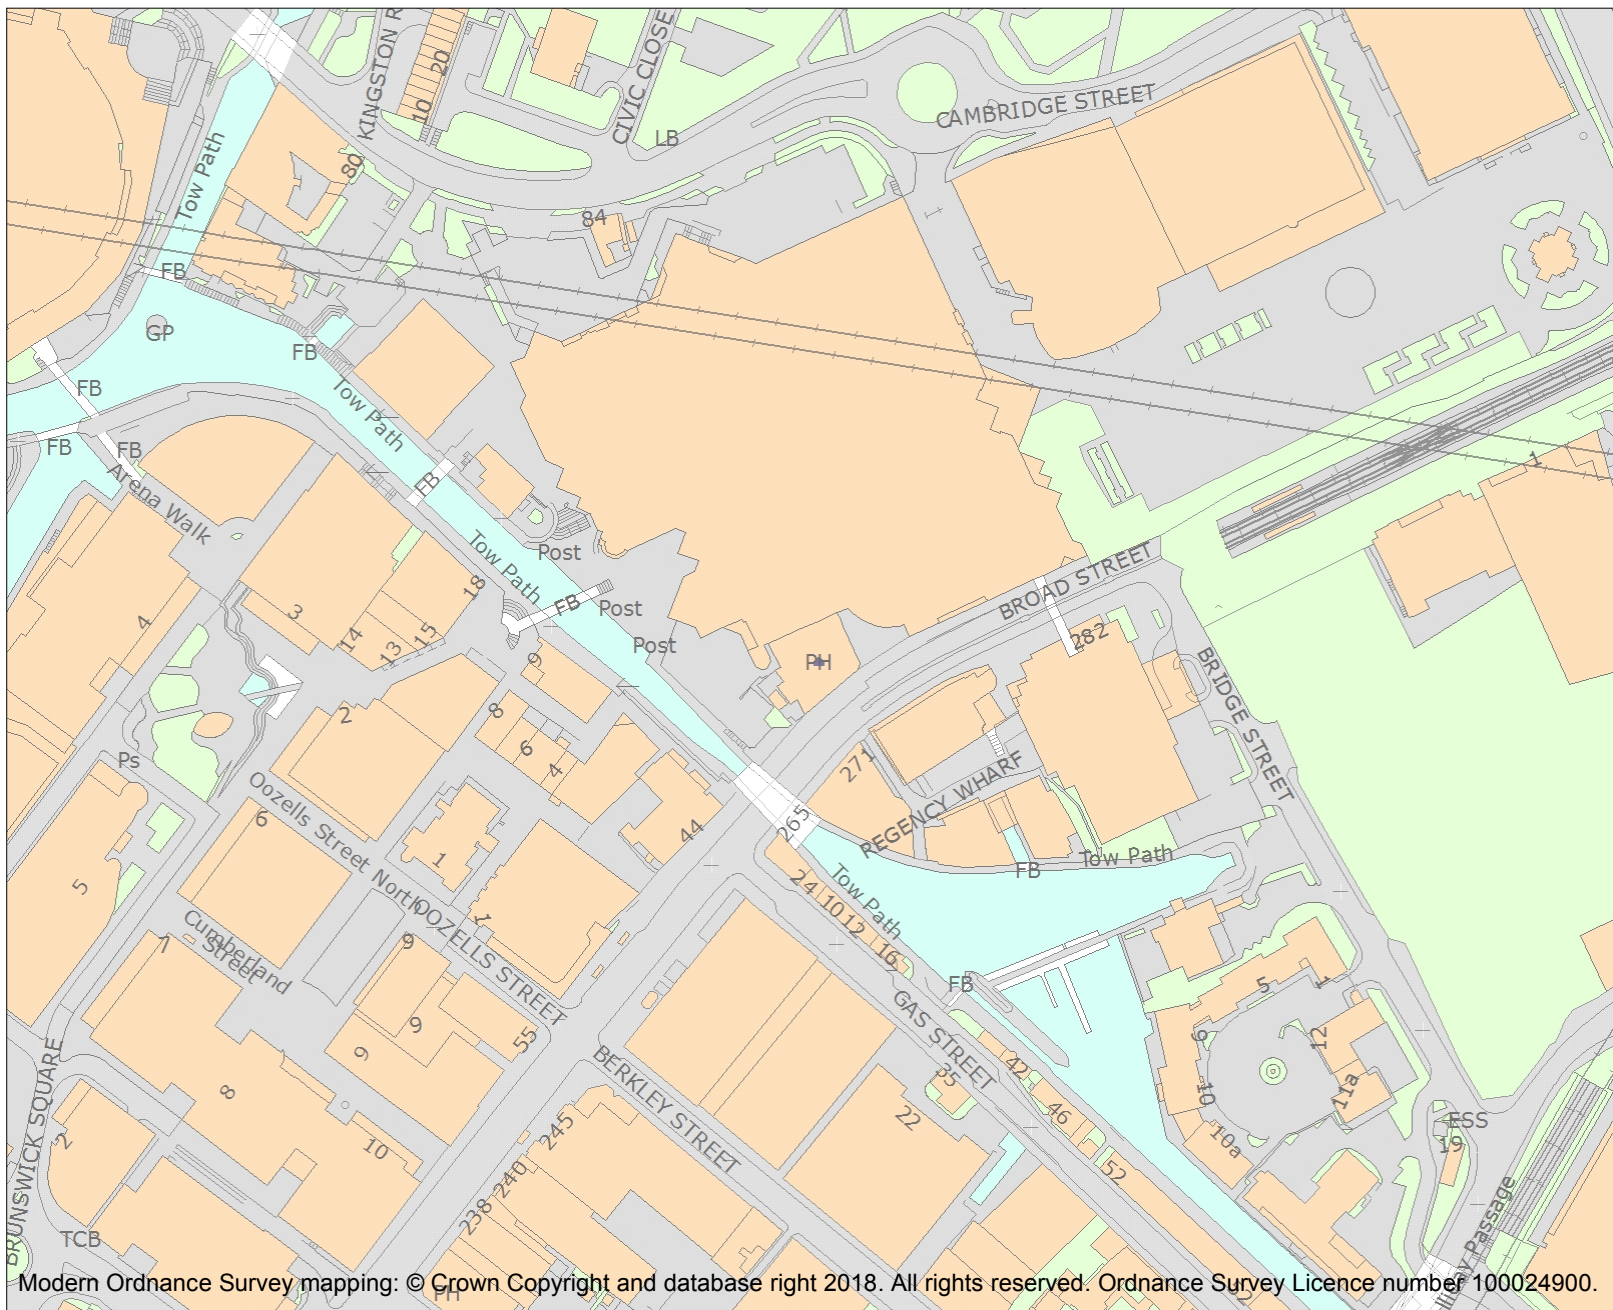 KINGSTON R
20
10
CIVIC CLOSE
LB
CAMBRIDGE STREET
Tow Path
80
84
FB
GP
FB
Tow Path
FB
FB
FB
Arena Walk
FB
1
Tow Path
Post
FB
Post
Post
BROAD STREET
282
PH
BRIDGE STREET
4
3
14
13
15
18
9
2
8
6
4
Ps
Oozells Street North
6
1
44
271
265
REGENCY WHARF
FB
Tow Path
Tow Path
24
10
12
16
5
Cumberland
Street
7
9
1
OOZELLS STREET
9
9
55
FB
GAS STREET
5
1
9
12
10
11a
10a
BRUNSWICK SQUARE
8
10
2
BERKLEY STREET
245
240
238
35
22
42
46
52
ESS
19
Passage
TCB
PH
Modern Ordnance Survey mapping: © Crown Copyright and database right 2018. All rights reserved. Ordnance Survey Licence number 100024900.